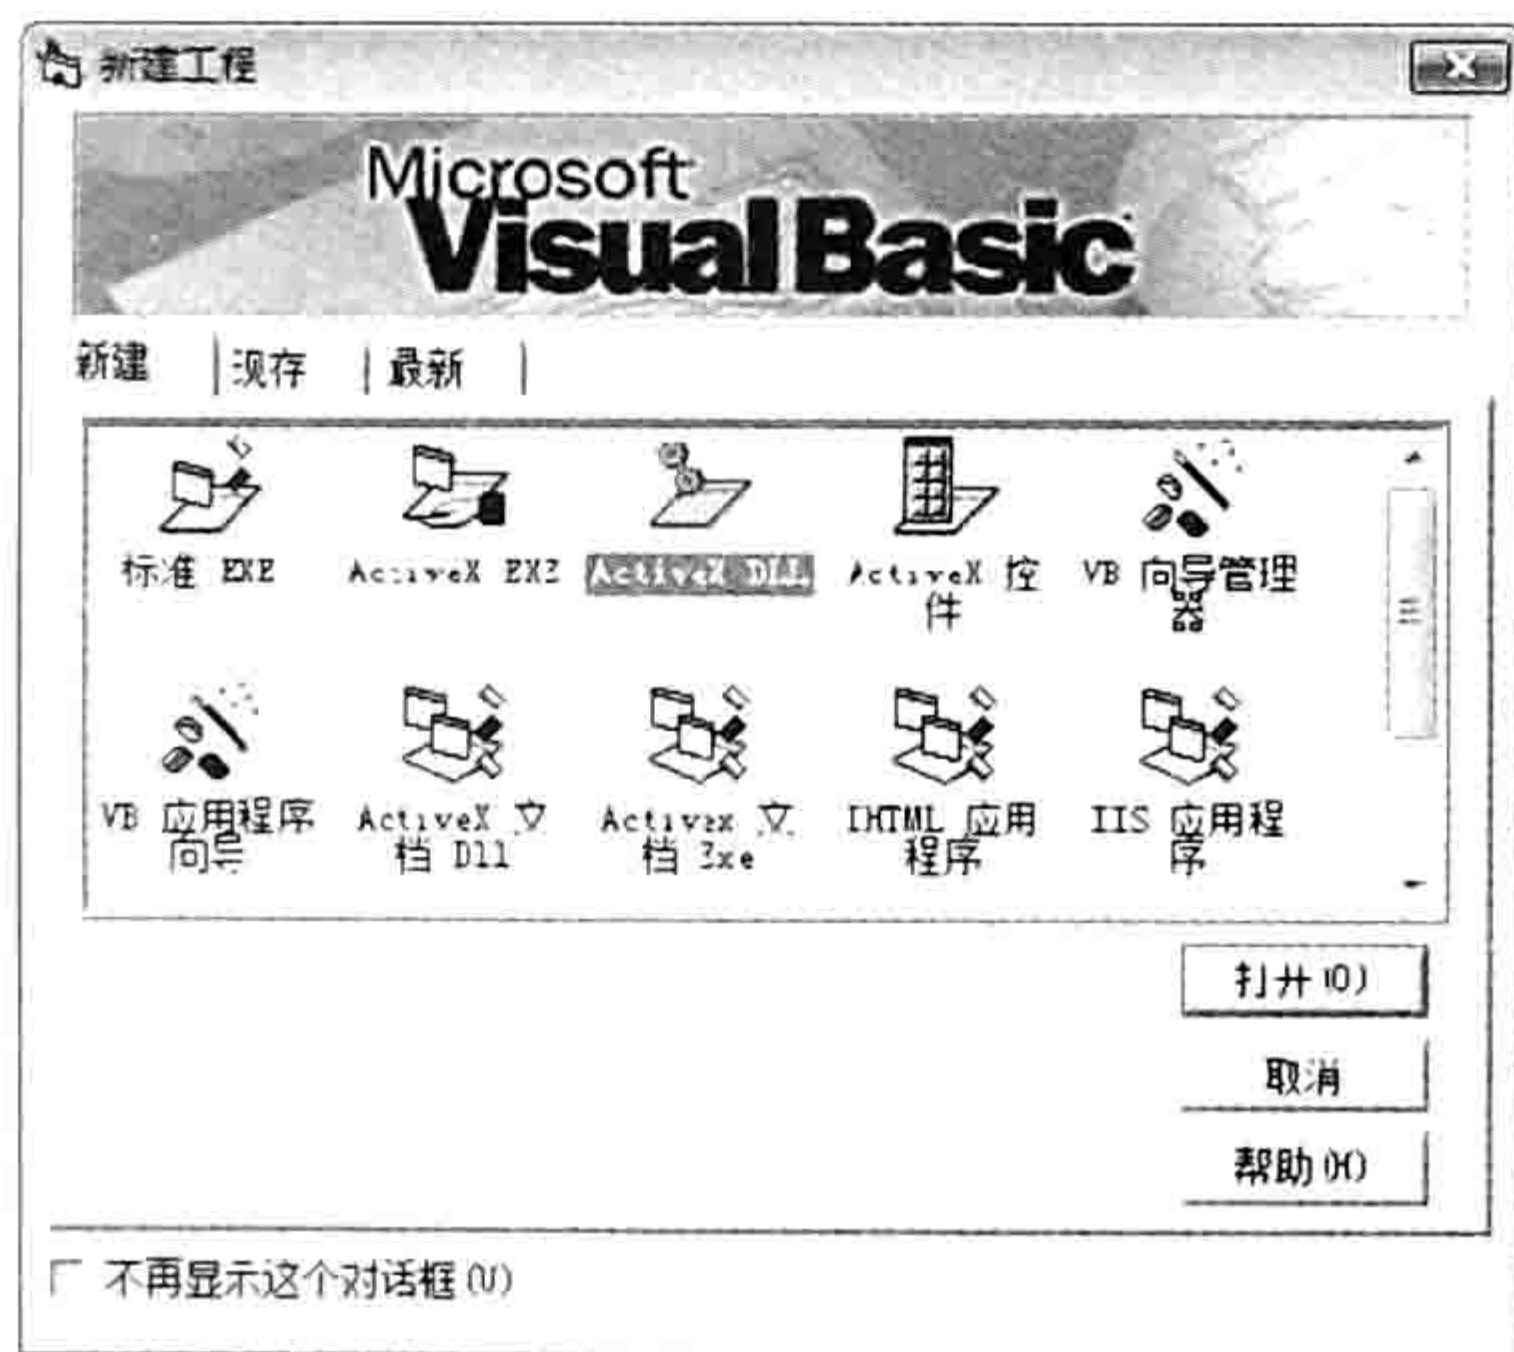 新建工程
Microsoft
Visual Basic
新建 现存 最新
标准 EXE ActiveX EXE ActiveX DLL ActiveX 控件 VB 向导管理器
VB 应用程序向导 ActiveX 文档 Dll ActiveX 文档 Exe DHTML 应用程序 IIS 应用程序
打开(O)
取消
帮助(H)
不再显示这个对话框(N)